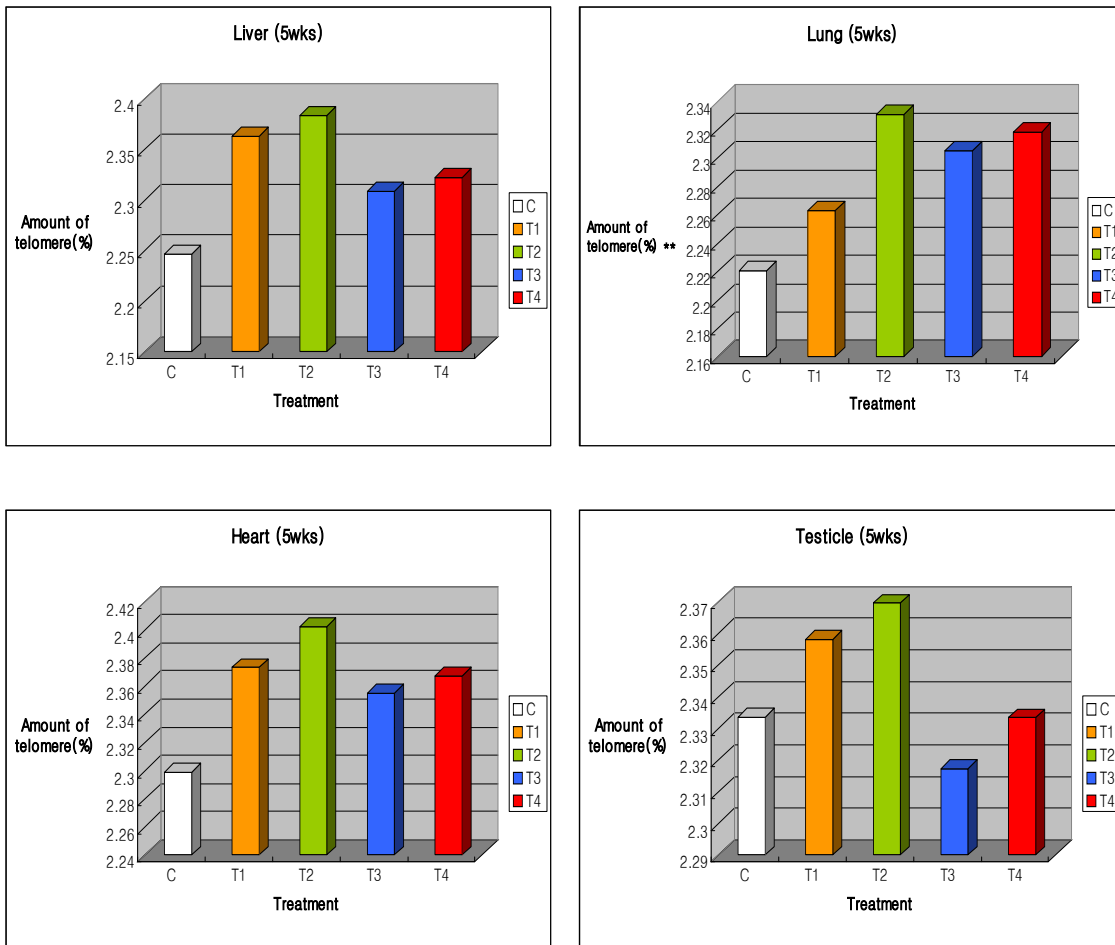 Liver (5wks)
2.4
2.35
2.3
2.25
2.2
2.15
Amount of
telomere(%)
C
T1
T2
T3
T4
Treatment
C
T1
T2
T3
T4
Lung (5wks)
2.34
2.32
2.3
2.28
2.26
2.24
2.22
2.2
2.18
2.16
Amount of
telomere(%) **
C
T1
T2
T3
T4
Treatment
C
T1
T2
T3
T4
Heart (5wks)
2.42
2.4
2.38
2.36
2.34
2.32
2.3
2.28
2.26
2.24
Amount of
telomere(%)
C
T1
T2
T3
T4
Treatment
C
T1
T2
T3
T4
Testicle (5wks)
2.37
2.36
2.35
2.34
2.33
2.32
2.3
2.29
Amount of
telomere(%)
C
T1
T2
T3
T4
Treatment
C
T1
T2
T3
T4